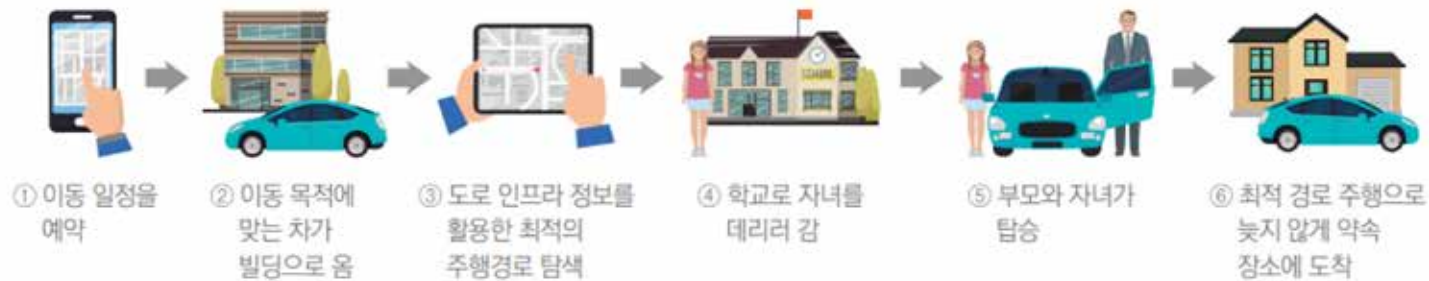 ① 이동 일정을
예약
② 이동 목적에
맞는 차가
빌딩으로 옴
③ 도로 인프라 정보를
활용한 최적의
주행경로 탐색
④ 학교로 자녀를
데리러 감
⑤ 부모와 자녀가
탑승
⑥ 최적 경로 주행으로
늦지 않게 약속
장소에 도착